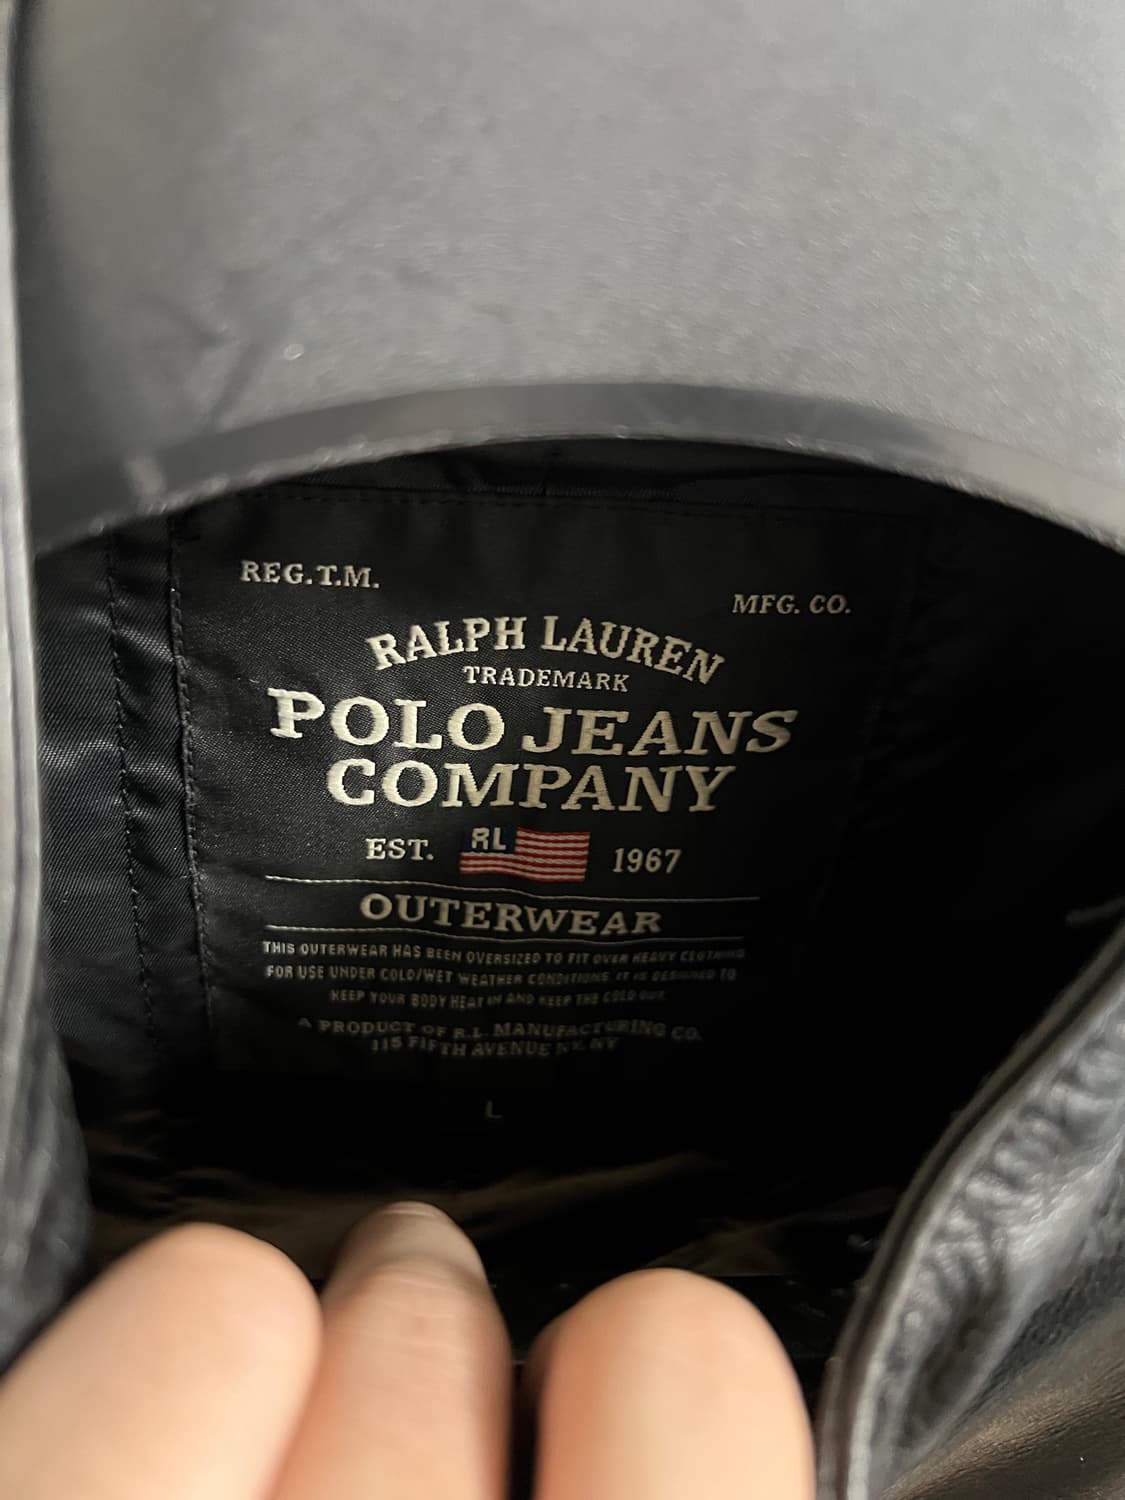 REG.T.M.
MFG. CO.
RALPH LAUREN
TRADEMARK
POLO JEANS
COMPANY
EST. RL 1967
OUTERWEAR
THIS OUTERWEAR HAS BEEN OVERSIZED TO FIT OVER HEAVY CLOTHING
FOR USE UNDER COLD/WET WEATHER CONDITIONS IT IS DESIGNED TO
KEEP YOUR BODY HEAT IN AND KEEP THE COLD OUT.
A PRODUCT OF R.L. MANUFACTURING CO.
115 FIFTH AVENUE NY, NY
L